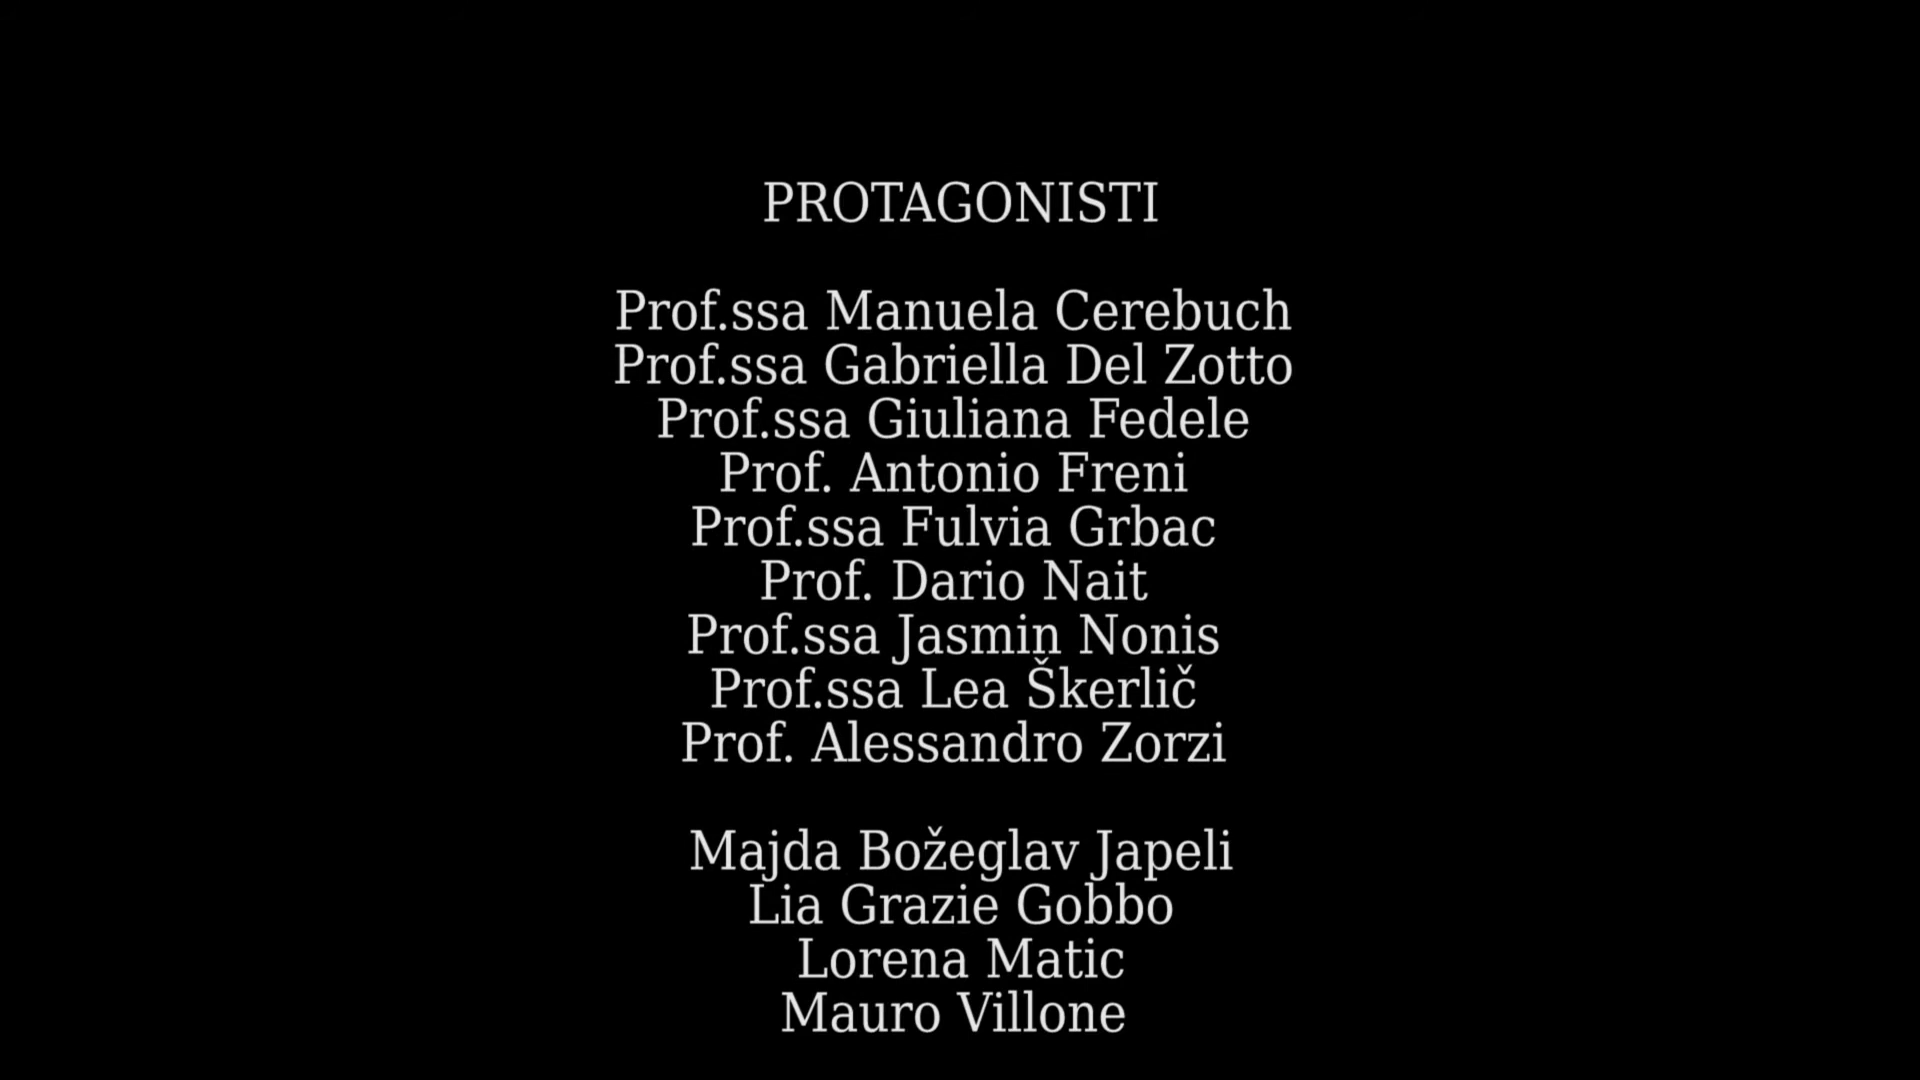 PROTAGONISTI
Prof.ssa Manuela Cerebuch
Prof.ssa Gabriella Del Zotto
Prof.ssa Giuliana Fedele
Prof. Antonio Freni
Prof.ssa Fulvia Grbac
Prof. Dario Nait
Prof.ssa Jasmin Nonis
Prof.ssa Lea Škerlič
Prof. Alessandro Zorzi
Majda Božeglav Japeli
Lia Grazie Gobbo
Lorena Matic
Mauro Villone